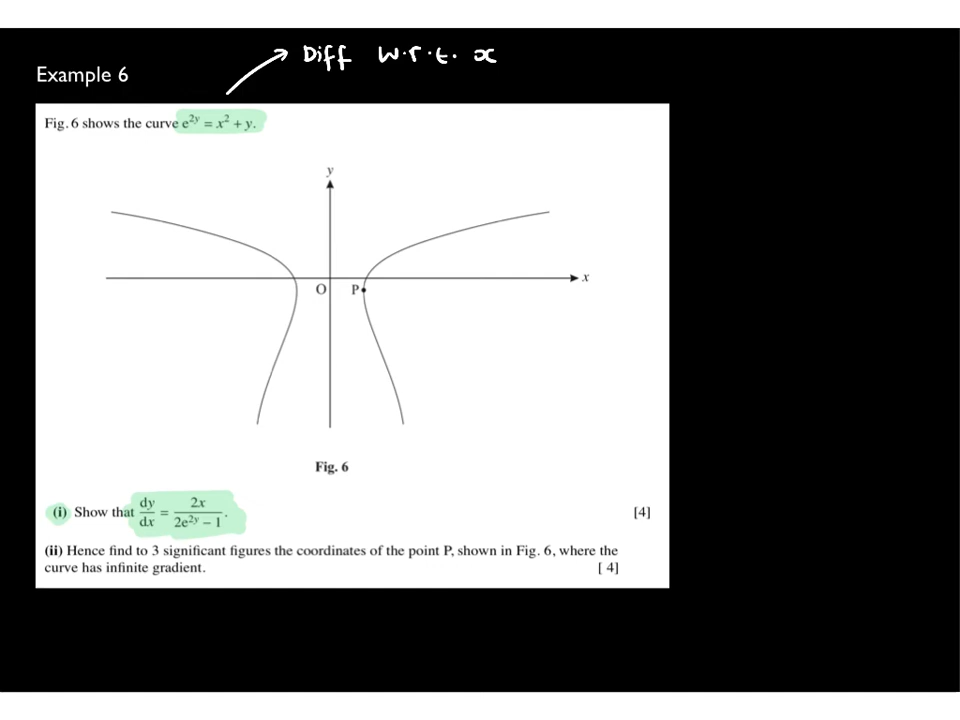 Diff w.r.t. x
Example 6
Fig. 6 shows the curve e^{2y} = x² + y.
y
x
O
P
Fig. 6
(i) Show that dy/dx = 2x/(2e^{2y} − 1). [4]
(ii) Hence find to 3 significant figures the coordinates of the point P, shown in Fig. 6, where the
curve has infinite gradient. [ 4]